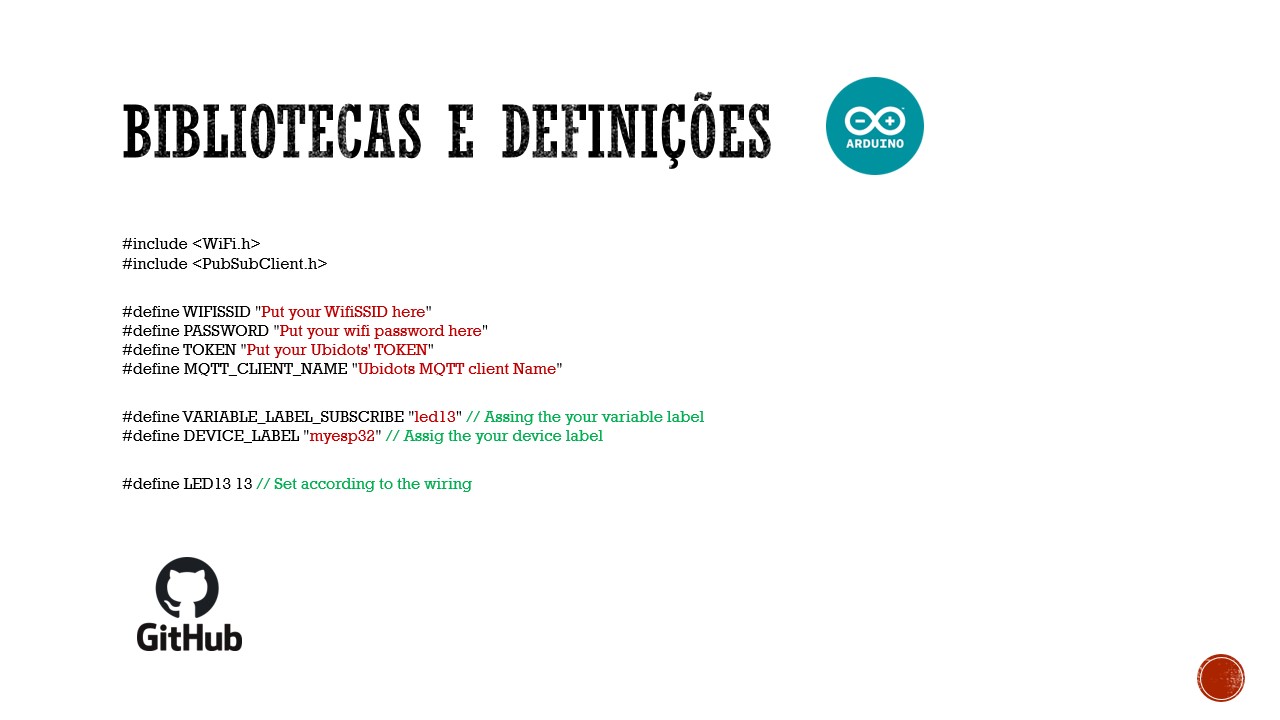 BIBLIOTECAS E DEFINIÇÕES
ARDUINO
#include <WiFi.h>
#include <PubSubClient.h>
#define WIFISSID "Put your WifiSSID here"
#define PASSWORD "Put your wifi password here"
#define TOKEN "Put your Ubidots' TOKEN"
#define MQTT_CLIENT_NAME "Ubidots MQTT client Name"
#define VARIABLE_LABEL_SUBSCRIBE "led13" // Assing the your variable label
#define DEVICE_LABEL "myesp32" // Assig the your device label
#define LED13 13 // Set according to the wiring
GitHub